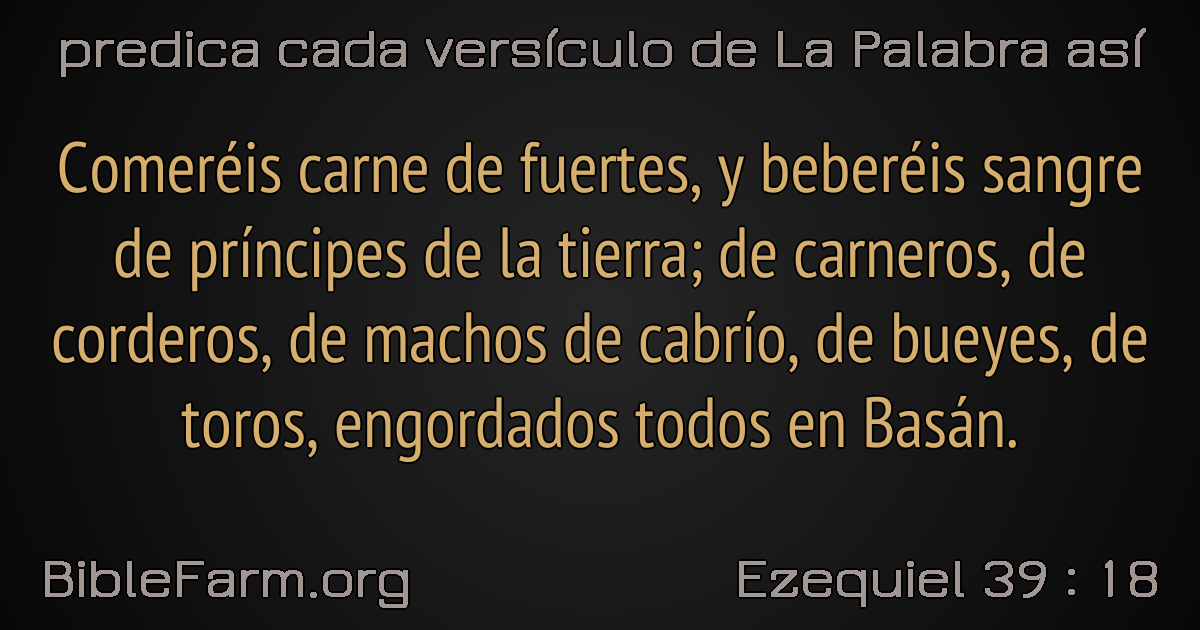 predica cada versículo de La Palabra así
Comeréis carne de fuertes, y beberéis sangre
de príncipes de la tierra; de carneros, de
corderos, de machos de cabrío, de bueyes, de
toros, engordados todos en Basán.
BibleFarm.org
Ezequiel 39 : 18